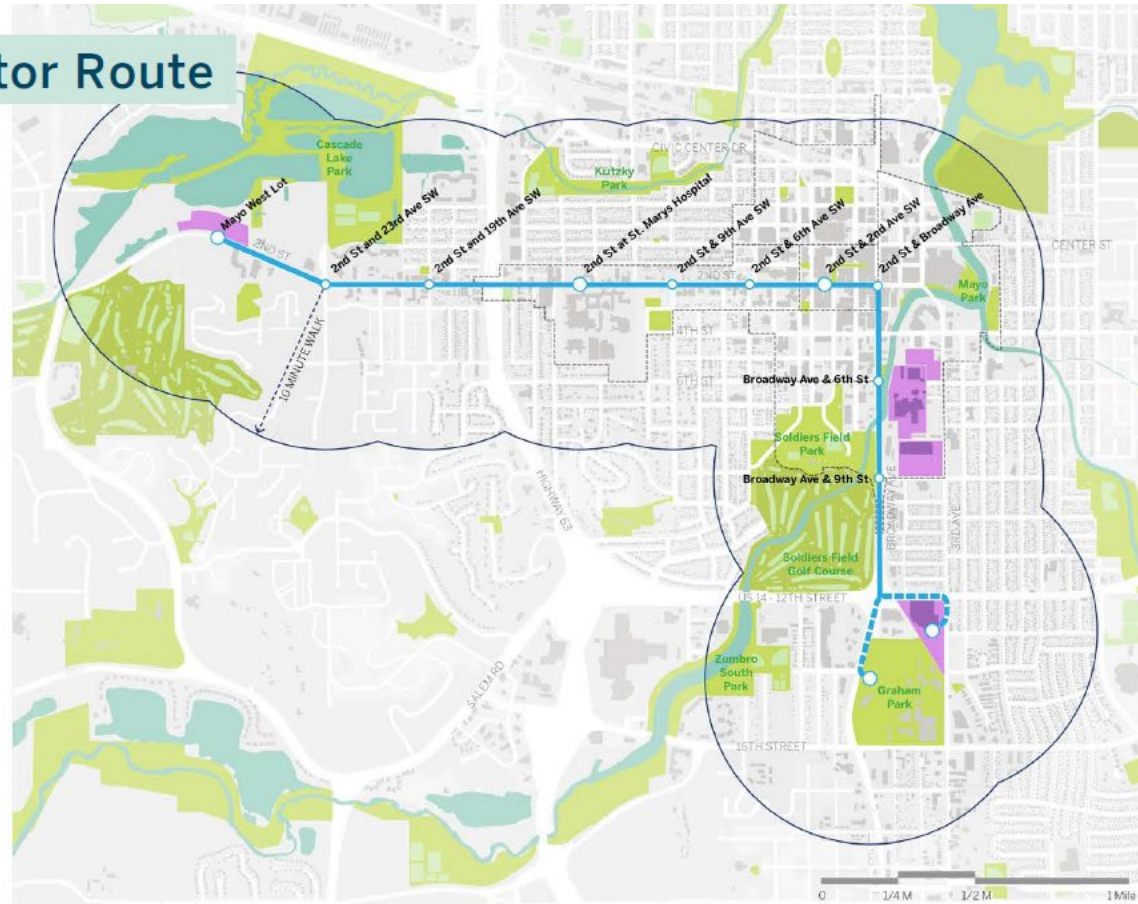 tor Route
Cascade
Lake
Park
Mayo West Lot
2ND ST
2nd St and 23rd Ave SW
2nd St and 19th Ave SW
Kutzky
Park
CIVIC CENTER DR
2nd St at St. Marys Hospital
2nd St & 9th Ave SW
2ND ST
2nd St & 6th Ave SW
2nd St & 2nd Ave SW
2nd St & Broadway Ave
CENTER ST
Mayo
Park
10 MINUTE WALK
4TH ST
6TH ST
Broadway Ave & 6th St
Soldiers Field
Park
HIGHWAY 63
Broadway Ave & 9th St
BROADWAY AVE
3RD AVE
Soldiers Field
Golf Course
US 14 - 12TH STREET
Zumbro
South
Park
SALEM RD
Graham
Park
16TH STREET
0 1/4 M 1/2 M 1 Mile